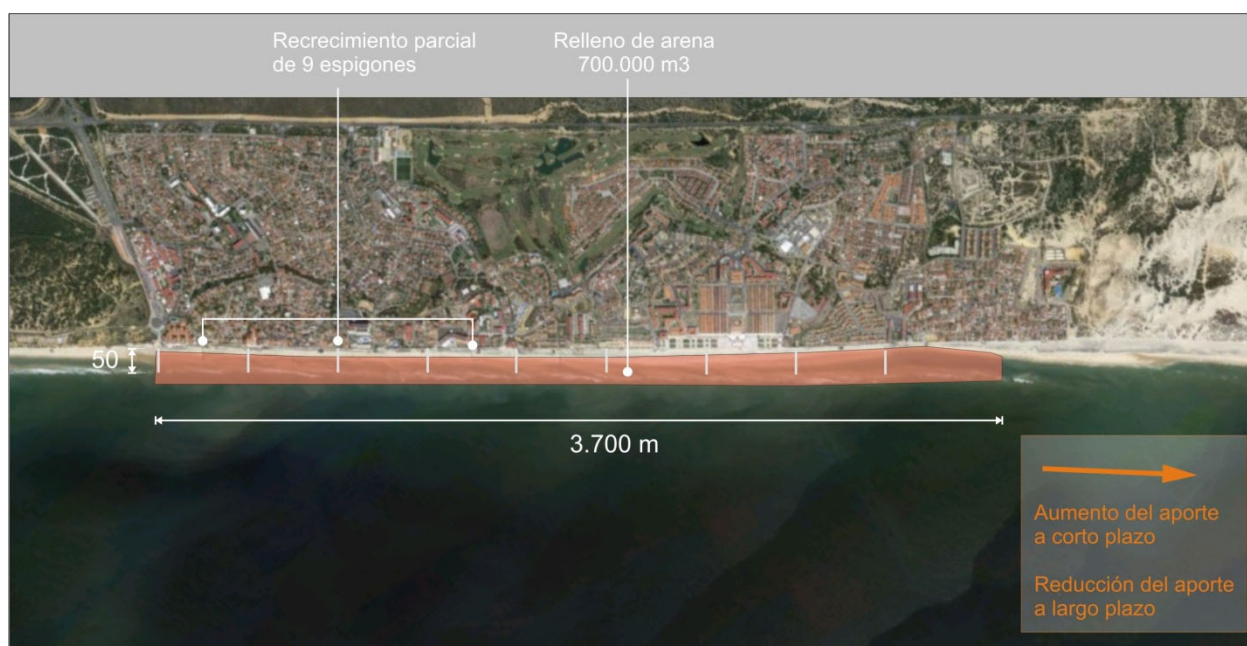 Recrecimiento parcial
de 9 espigones
Relleno de arena
700.000 m3
50
3.700 m
Aumento del aporte
a corto plazo
Reducción del aporte
a largo plazo